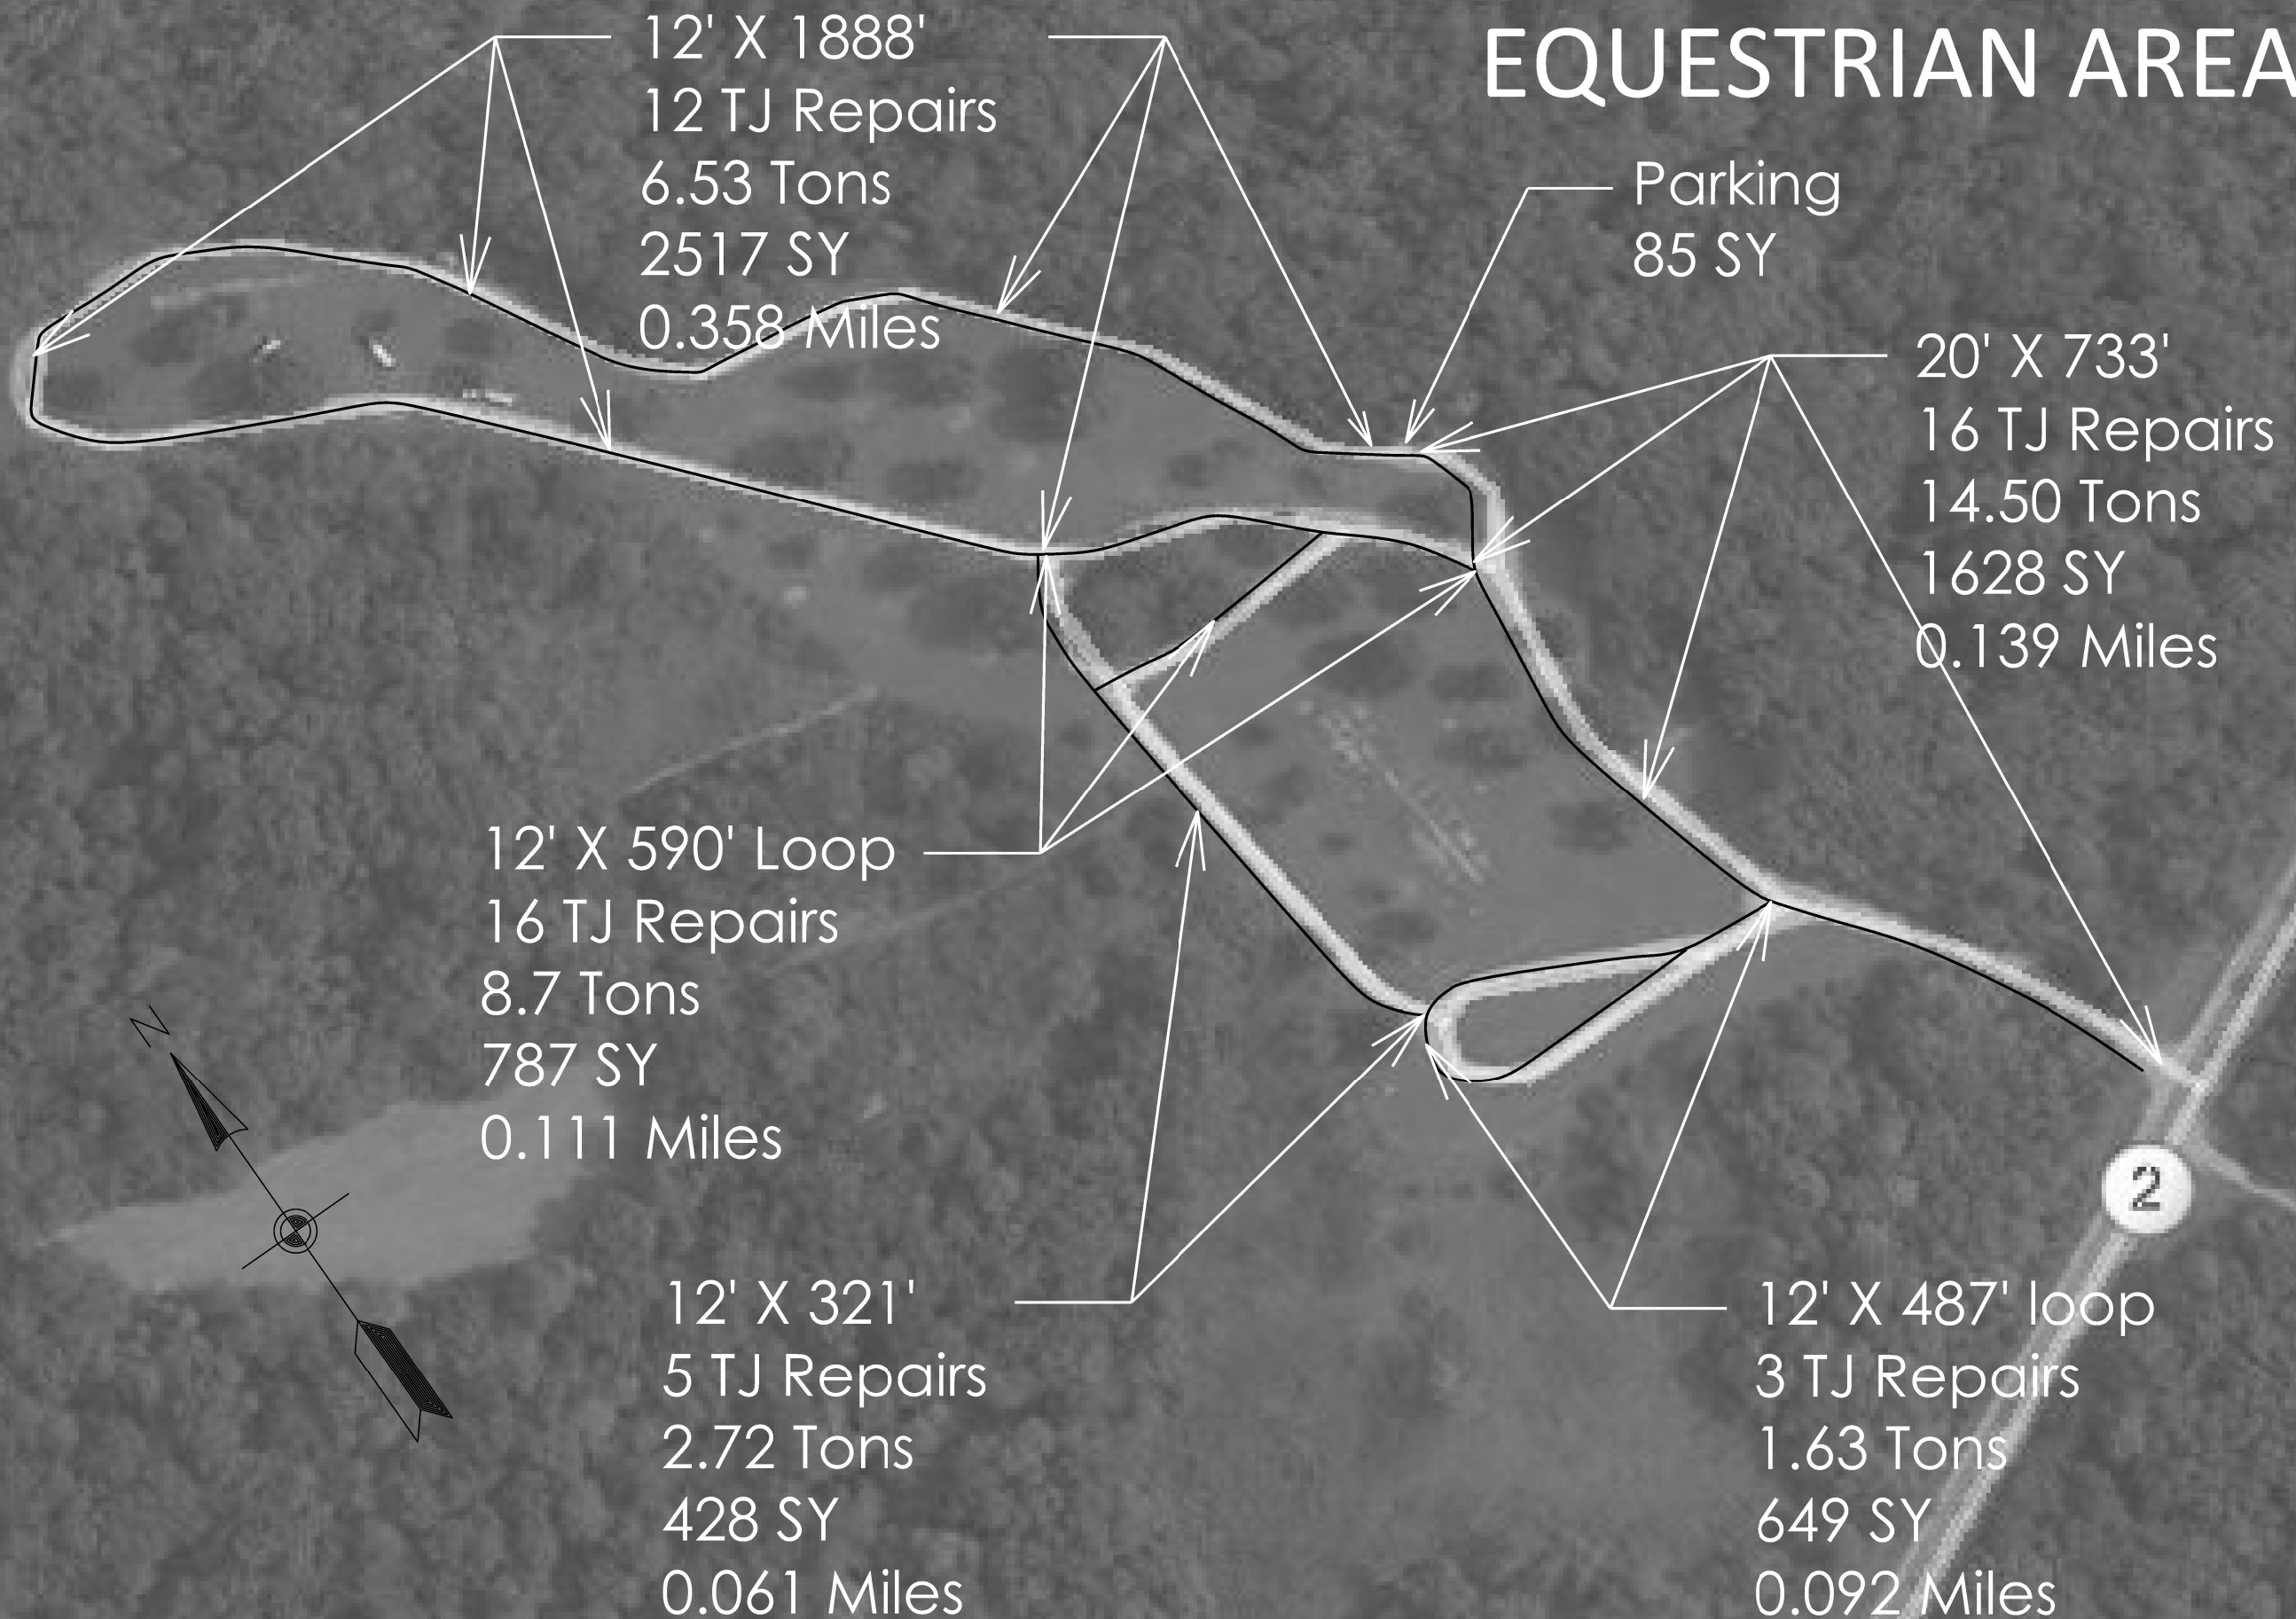 EQUESTRIAN AREA
12' X 1888'
12 TJ Repairs
6.53 Tons
2517 SY
0.358 Miles
Parking
85 SY
20' X 733'
16 TJ Repairs
14.50 Tons
1628 SY
0.139 Miles
12' X 590' Loop
16 TJ Repairs
8.7 Tons
787 SY
0.111 Miles
N
2
12' X 321'
5 TJ Repairs
2.72 Tons
428 SY
0.061 Miles
12' X 487' loop
3 TJ Repairs
1.63 Tons
649 SY
0.092 Miles